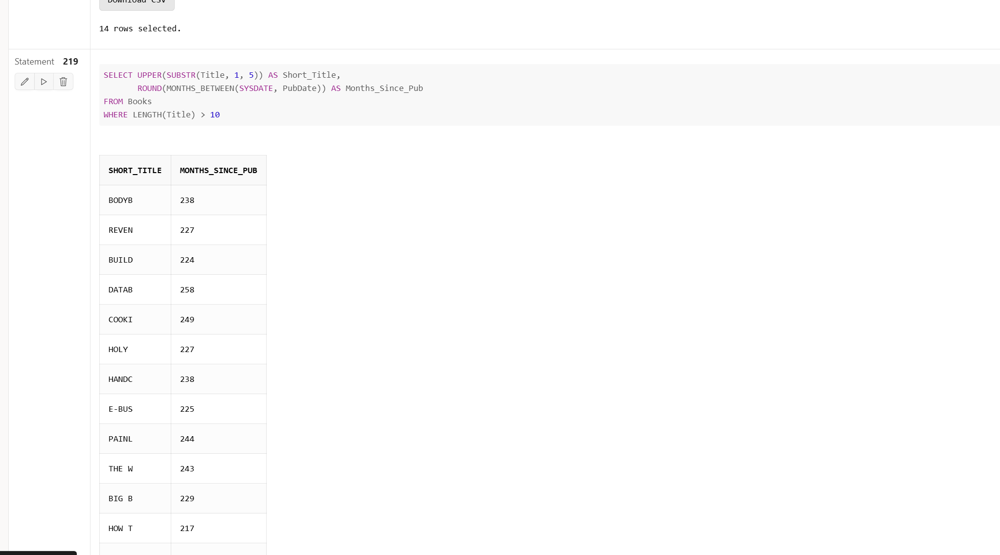 Download CSV
14 rows selected.
Statement 219
SELECT UPPER(SUBSTR(Title, 1, 5)) AS Short_Title,
ROUND(MONTHS_BETWEEN(SYSDATE, PubDate)) AS Months_Since_Pub
FROM Books
WHERE LENGTH(Title) > 10
SHORT_TITLE MONTHS_SINCE_PUB
BODYB 238
REVEN 227
BUILD 224
DATAB 258
COOKI 249
HOLY 227
HANDC 238
E-BUS 225
PAINL 244
THE W 243
BIG B 229
HOW T 217